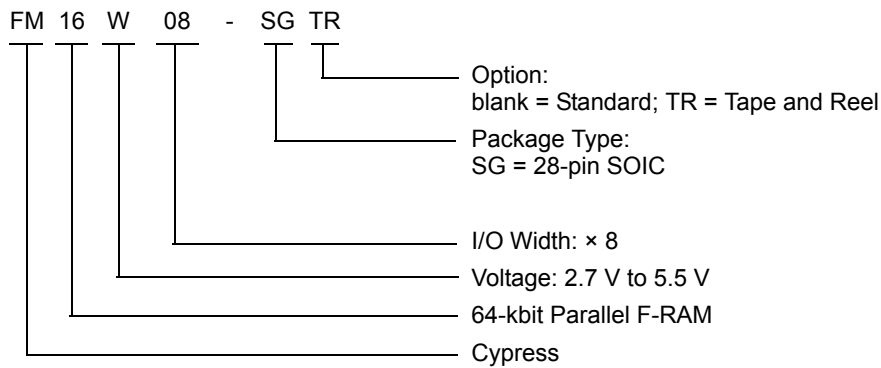 FM 16 W 08 - SG TR
Option:
blank = Standard; TR = Tape and Reel
Package Type:
SG = 28-pin SOIC
I/O Width: × 8
Voltage: 2.7 V to 5.5 V
64-kbit Parallel F-RAM
Cypress